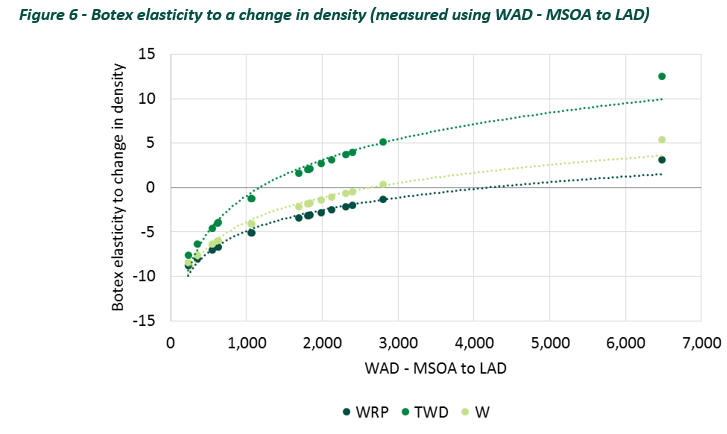 Figure 6 - Botex elasticity to a change in density (measured using WAD - MSOA to LAD)
Botex elasticity to change in density
15
10
5
0
-5
-10
-15
0 1,000 2,000 3,000 4,000 5,000 6,000 7,000
WAD - MSOA to LAD
WRP TWD W